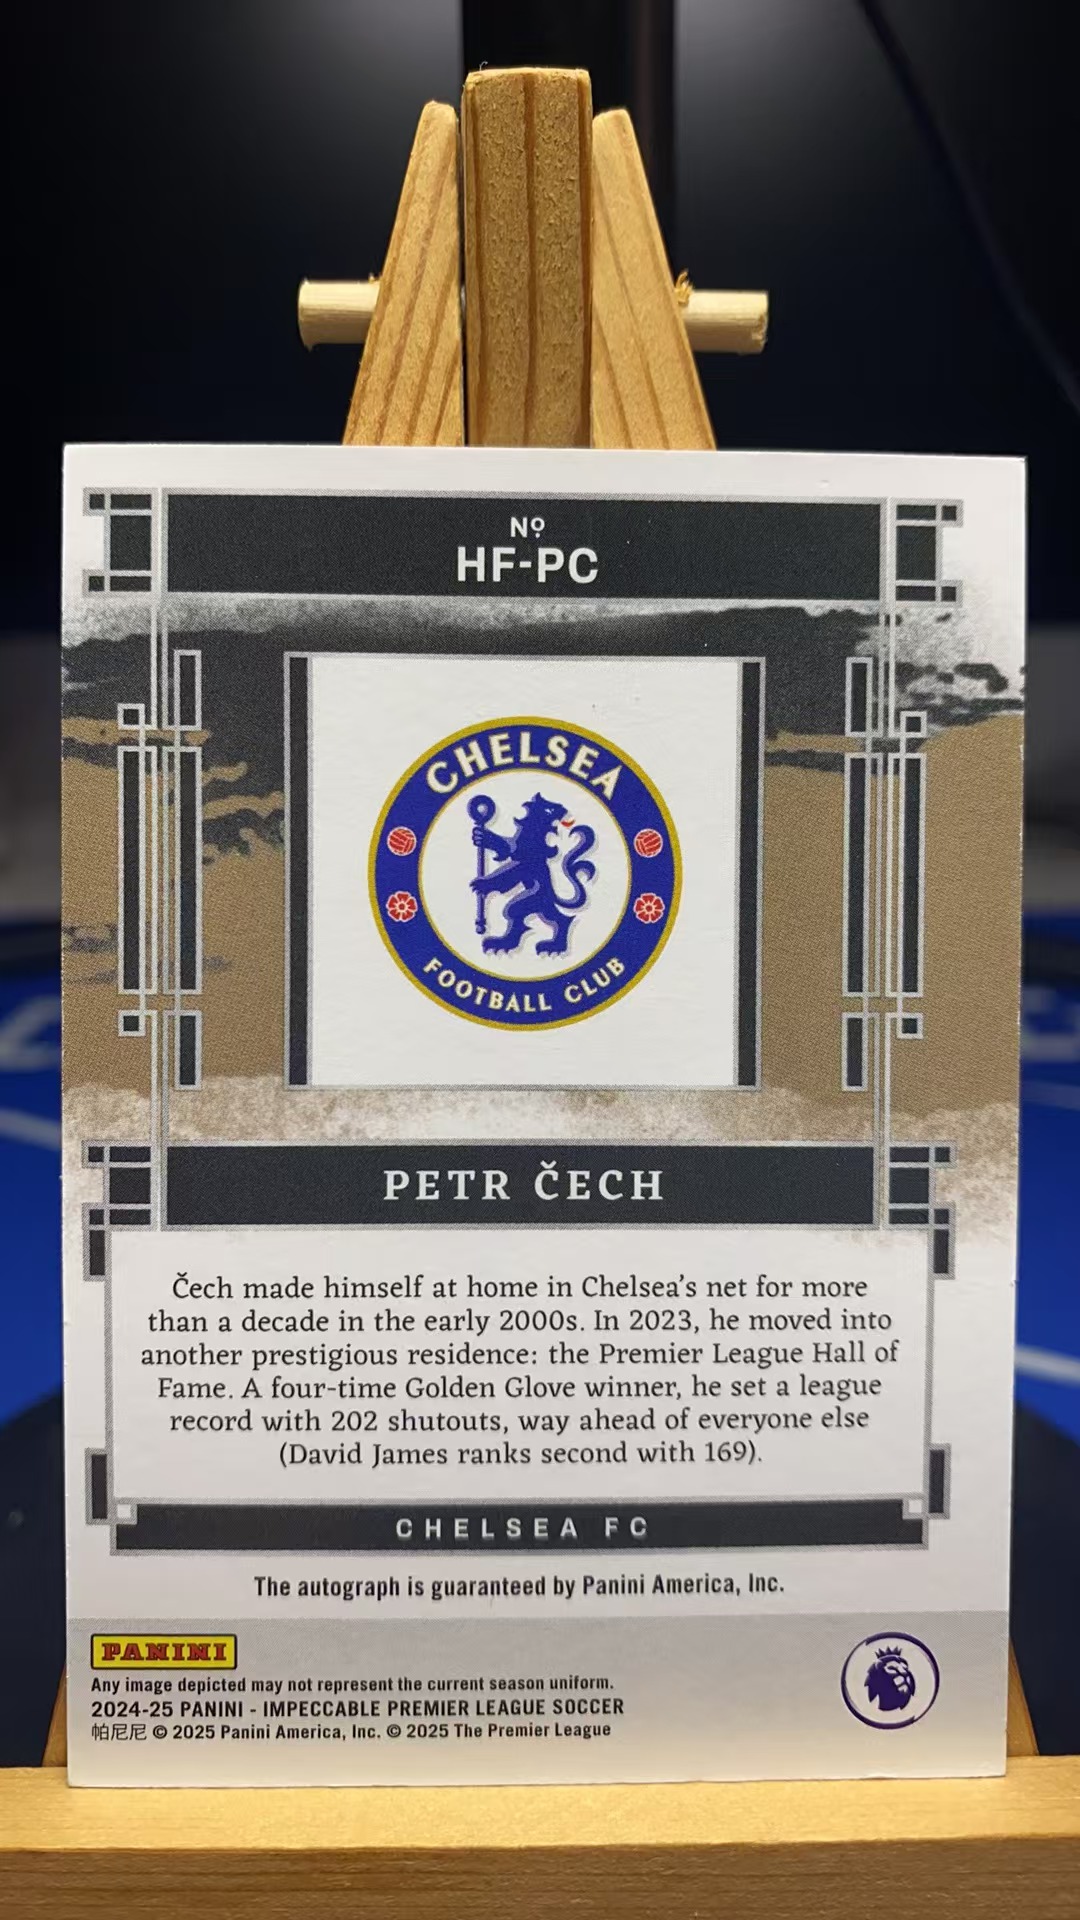 Nº
HF-PC
CHELSEA
FOOTBALL CLUB
PETR ČECH
Čech made himself at home in Chelsea's net for more
than a decade in the early 2000s. In 2023, he moved into
another prestigious residence: the Premier League Hall of
Fame. A four-time Golden Glove winner, he set a league
record with 202 shutouts, way ahead of everyone else
(David James ranks second with 169).
CHELSEA FC
The autograph is guaranteed by Panini America, Inc.
PANINI
Any image depicted may not represent the current season uniform.
2024-25 PANINI - IMPECCABLE PREMIER LEAGUE SOCCER
帕尼尼 © 2025 Panini America, Inc. © 2025 The Premier League